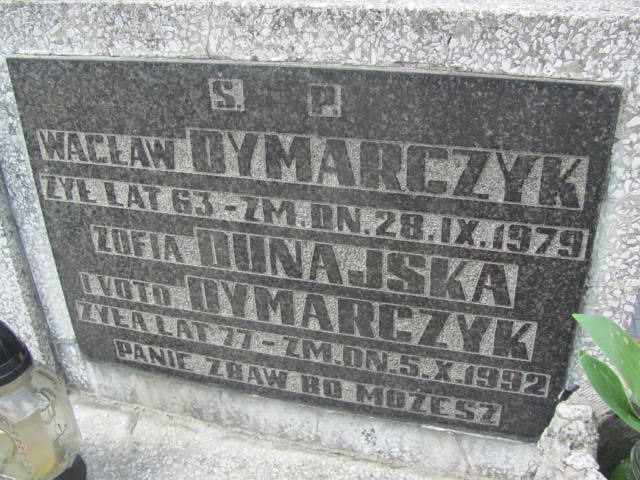 Ś. P.
WACŁAW DYMARCZYK
ŻYŁ LAT 63 - ZM. DN. 28. IX. 1979
ZOFIA DUNAJSKA
I VOTO DYMARCZYK
ŻYŁA LAT 77 - ZM. DN. 5. X. 1992
PANIE ZBAW BO MOŻESZ